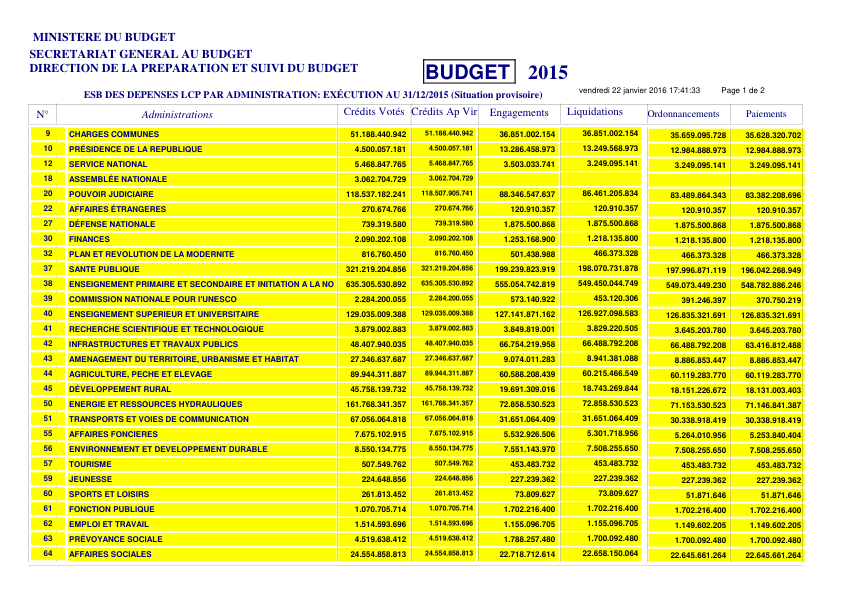 MINISTERE DU BUDGET
SECRETARIAT GENERAL AU BUDGET
DIRECTION DE LA PREPARATION ET SUIVI DU BUDGET
BUDGET 2015
ESB DES DEPENSES LCP PAR ADMINISTRATION: EXÉCUTION AU 31/12/2015 (Situation provisoire)
vendredi 22 janvier 2016 17:41:33 Page 1 de 2
N° Administrations Crédits Votés Crédits Ap Vir Engagements Liquidations Ordonnancements Paiements
9 CHARGES COMMUNES 51.188.440.942 51.188.440.942 36.851.002.154 36.851.002.154 35.659.095.728 35.628.320.702
10 PRÉSIDENCE DE LA REPUBLIQUE 4.500.057.181 4.500.057.181 13.286.458.973 13.249.568.973 12.984.888.973 12.984.888.973
12 SERVICE NATIONAL 5.468.847.765 5.468.847.765 3.503.033.741 3.249.095.141 3.249.095.141 3.249.095.141
18 ASSEMBLÉE NATIONALE 3.062.704.729 3.062.704.729
20 POUVOIR JUDICIAIRE 118.537.182.241 118.507.905.741 88.346.547.637 86.461.205.834 83.489.864.343 83.382.208.696
22 AFFAIRES ÉTRANGERES 270.674.766 270.674.766 120.910.357 120.910.357 120.910.357 120.910.357
27 DÉFENSE NATIONALE 739.319.580 739.319.580 1.875.500.868 1.875.500.868 1.875.500.868 1.875.500.868
30 FINANCES 2.090.202.108 2.090.202.108 1.253.168.900 1.218.135.800 1.218.135.800 1.218.135.800
32 PLAN ET REVOLUTION DE LA MODERNITE 816.760.450 816.760.450 501.438.988 466.373.328 466.373.328 466.373.328
37 SANTE PUBLIQUE 321.219.204.856 321.219.204.856 199.239.823.919 198.070.731.878 197.996.871.119 196.042.268.949
38 ENSEIGNEMENT PRIMAIRE ET SECONDAIRE ET INITIATION A LA NO 635.305.530.892 635.305.530.892 555.054.742.819 549.450.044.749 549.073.449.230 548.782.886.246
39 COMMISSION NATIONALE POUR l'UNESCO 2.284.200.055 2.284.200.055 573.140.922 453.120.306 391.246.397 370.750.219
40 ENSEIGNEMENT SUPERIEUR ET UNIVERSITAIRE 129.035.009.388 129.035.009.388 127.141.871.162 126.927.098.583 126.835.321.691 126.835.321.691
41 RECHERCHE SCIENTIFIQUE ET TECHNOLOGIQUE 3.879.002.883 3.879.002.883 3.849.819.001 3.829.220.505 3.645.203.780 3.645.203.780
42 INFRASTRUCTURES ET TRAVAUX PUBLICS 48.407.940.035 48.407.940.035 66.754.219.958 66.488.792.208 66.488.792.208 63.416.812.488
43 AMENAGEMENT DU TERRITOIRE, URBANISME ET HABITAT 27.346.637.687 27.346.637.687 9.074.011.283 8.941.381.088 8.886.853.447 8.886.853.447
44 AGRICULTURE, PECHE ET ELEVAGE 89.944.311.887 89.944.311.887 60.588.208.439 60.215.466.549 60.119.283.770 60.119.283.770
45 DÉVELOPPEMENT RURAL 45.758.139.732 45.758.139.732 19.691.309.016 18.743.269.844 18.151.226.672 18.131.003.403
50 ENERGIE ET RESSOURCES HYDRAULIQUES 161.768.341.357 161.768.341.357 72.858.530.523 72.858.530.523 71.153.530.523 71.146.841.387
51 TRANSPORTS ET VOIES DE COMMUNICATION 67.056.064.818 67.056.064.818 31.651.064.409 31.651.064.409 30.338.918.419 30.338.918.419
55 AFFAIRES FONCIERES 7.675.102.915 7.675.102.915 5.532.926.506 5.301.718.956 5.264.010.956 5.253.840.404
56 ENVIRONNEMENT ET DEVELOPPEMENT DURABLE 8.550.134.775 8.550.134.775 7.551.143.970 7.508.255.650 7.508.255.650 7.508.255.650
57 TOURISME 507.549.762 507.549.762 453.483.732 453.483.732 453.483.732 453.483.732
59 JEUNESSE 224.648.856 224.648.856 227.239.362 227.239.362 227.239.362 227.239.362
60 SPORTS ET LOISIRS 261.813.452 261.813.452 73.809.627 73.809.627 51.871.646 51.871.646
61 FONCTION PUBLIQUE 1.070.705.714 1.070.705.714 1.702.216.400 1.702.216.400 1.702.216.400 1.702.216.400
62 EMPLOI ET TRAVAIL 1.514.593.696 1.514.593.696 1.155.096.705 1.155.096.705 1.149.602.205 1.149.602.205
63 PRÉVOYANCE SOCIALE 4.519.638.412 4.519.638.412 1.788.257.480 1.700.092.480 1.700.092.480 1.700.092.480
64 AFFAIRES SOCIALES 24.554.858.813 24.554.858.813 22.718.712.614 22.658.150.064 22.645.661.264 22.645.661.264